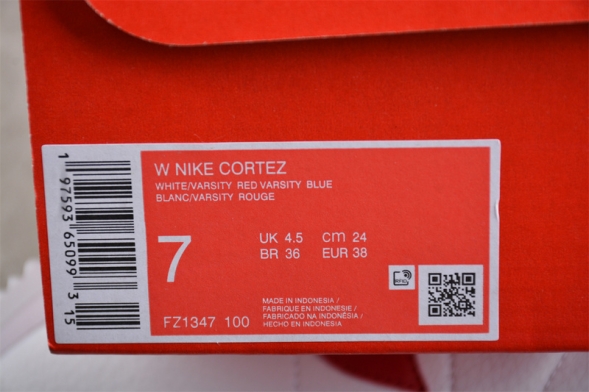 W NIKE CORTEZ
WHITE/VARSITY RED VARSITY BLUE
BLANC/VARSITY ROUGE
7
UK 4.5 cm 24
BR 36 EUR 38
RFID
MADE IN INDONESIA /
FABRIQUE EN INDONESIE /
FABRICADO NA INDONÉSIA /
HECHO EN INDONESIA
FZ1347 100
1 97593 65099 3 15